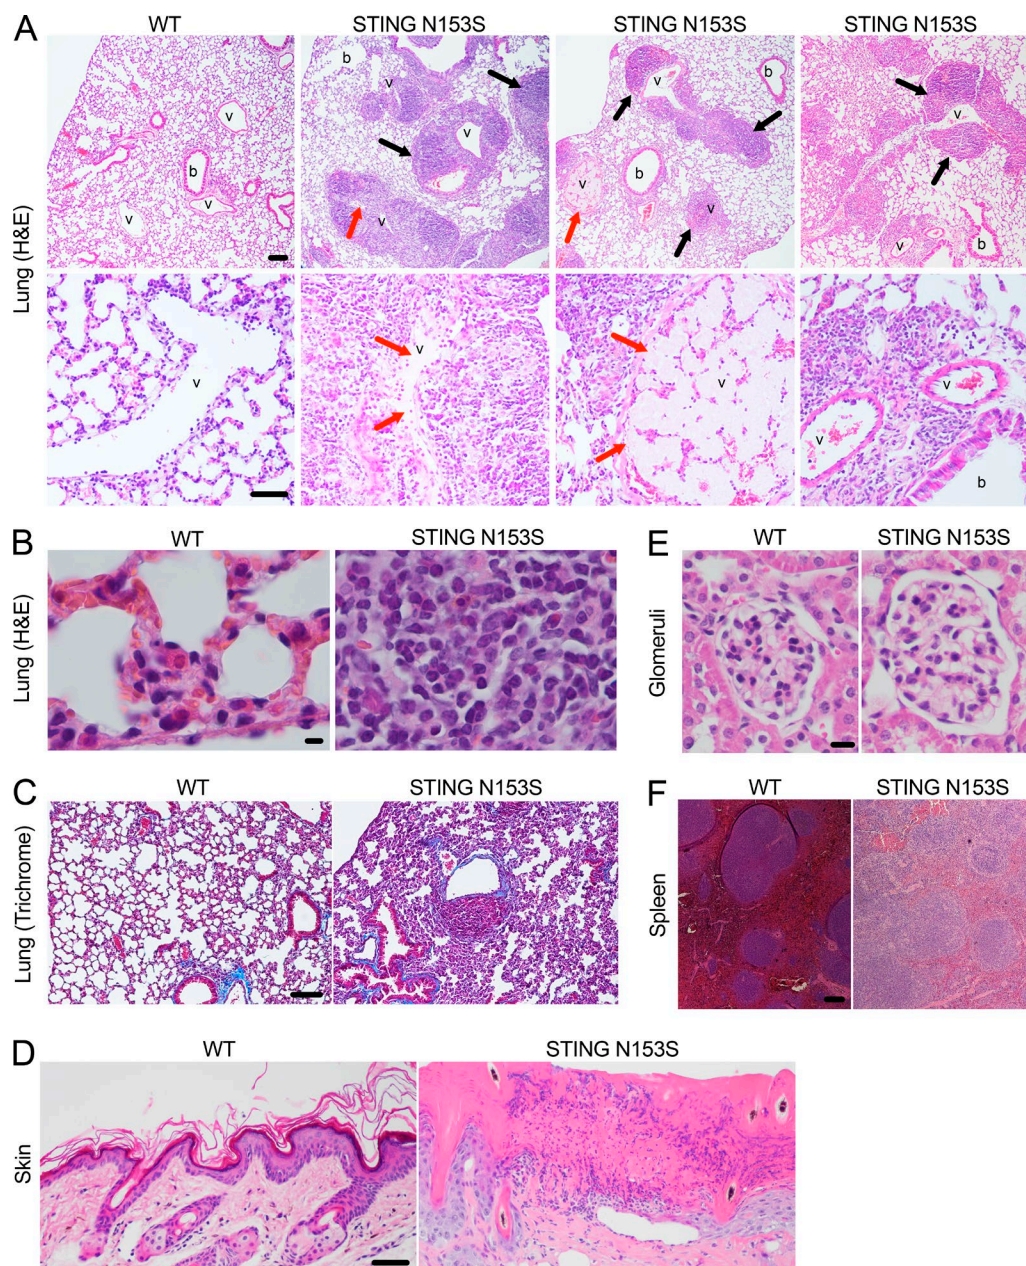 A
WT
STING N153S
STING N153S
STING N153S
Lung (H&E)
v
b
v
v
b
v
v
v
v
b
v
b
v
v
v
b
v
v
v
v
v
b
B
WT
STING N153S
Lung (H&E)
E
WT
STING N153S
Glomeruli
C
WT
STING N153S
Lung (Trichrome)
F
WT
STING N153S
Spleen
D
WT
STING N153S
Skin